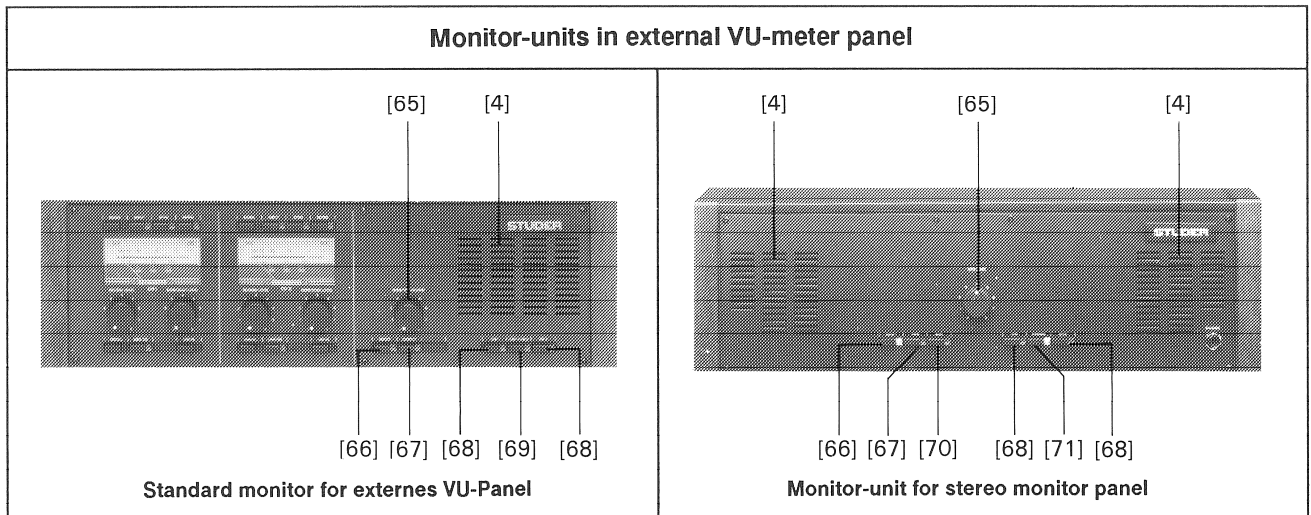 Monitor-units in external VU-meter panel
[65] [4]
STUDER
[66] [67] [68] [69] [68]
Standard monitor for externes VU-Panel
[4] [65] [4]
STUDER
[66] [67] [70] [68] [71] [68]
Monitor-unit for stereo monitor panel